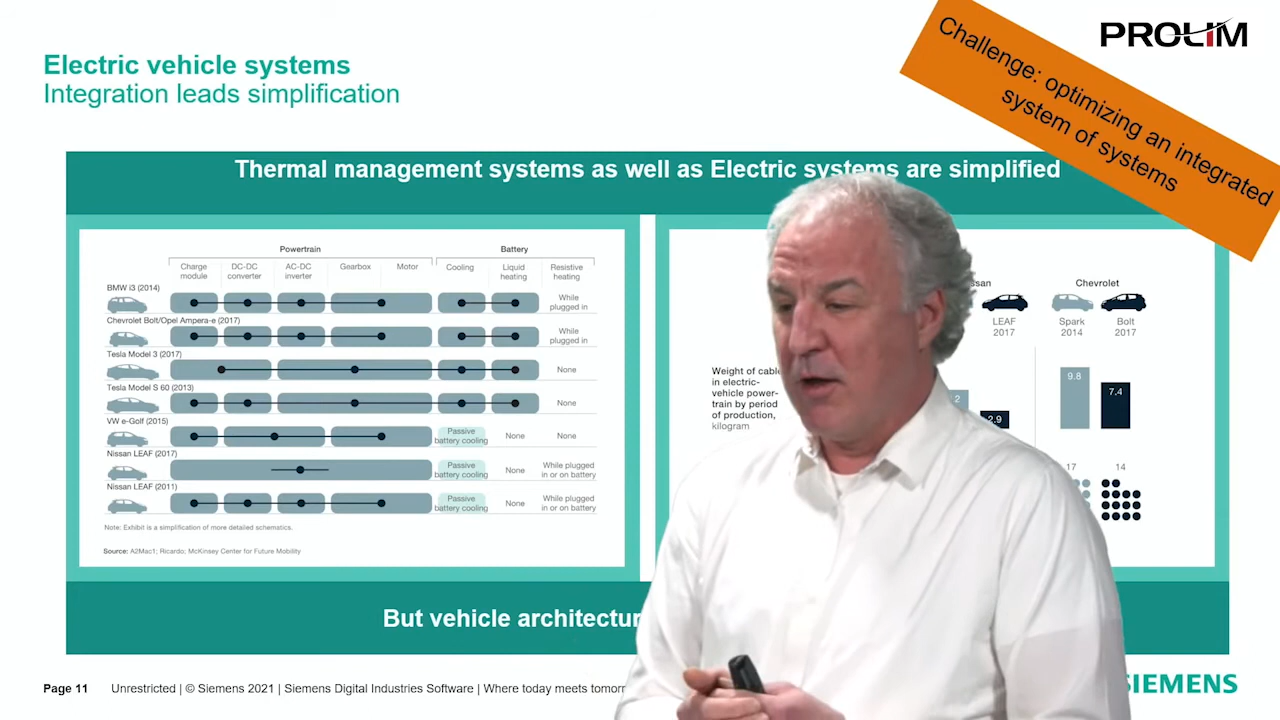 PROLIM
Challenge: optimizing an integrated
system of systems
Electric vehicle systems
Integration leads simplification
Thermal management systems as well as Electric systems are simplified
Powertrain
Battery
Charge
module
DC-DC
converter
AC-DC
inverter
Gearbox
Motor
Cooling
Liquid
heating
Resistive
heating
BMW i3 (2014)
While
plugged in
Chevrolet Bolt/Opel Ampera-e (2017)
While
plugged in
Tesla Model 3 (2017)
None
Tesla Model S 60 (2013)
None
VW e-Golf (2015)
Passive
battery cooling
None
None
Nissan LEAF (2017)
Passive
battery cooling
None
While plugged
in or on battery
Nissan LEAF (2011)
Passive
battery cooling
None
While plugged
in or on battery
Note: Exhibit is a simplification of more detailed schematics.
Source: A2Mac1; Ricardo; McKinsey Center for Future Mobility
Chevrolet
LEAF
2017
Spark
2014
Bolt
2017
Weight of
in electric-
vehicle power-
train by period
of production,
kilogram
2.9
9.8
7.4
17
14
But vehicle
Page 11 Unrestricted | © Siemens 2021 | Siemens Digital Industries Software | Where today meets
SIEMENS